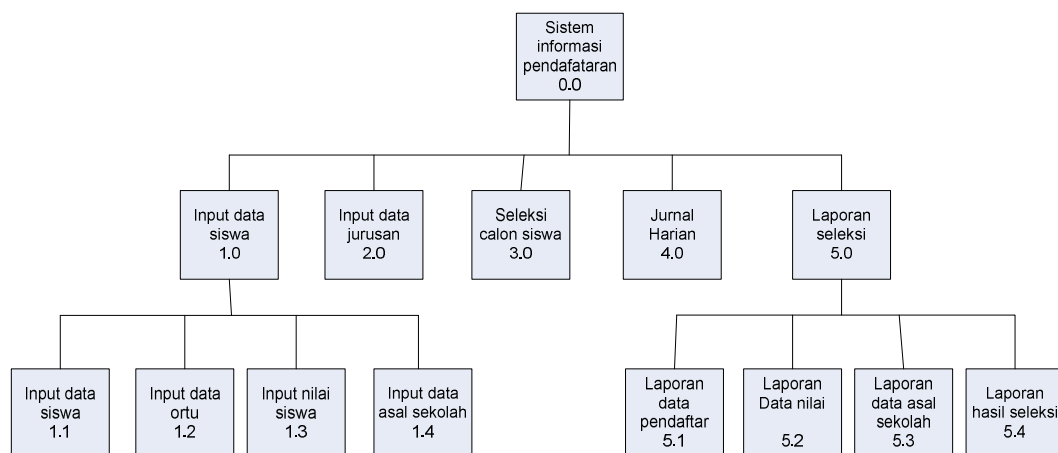 Sistem
informasi
pendafataran
0.0
Input data
siswa
1.0
Input data
jurusan
2.0
Seleksi
calon siswa
3.0
Jurnal
Harian
4.0
Laporan
seleksi
5.0
Input data
siswa
1.1
Input data
ortu
1.2
Input nilai
siswa
1.3
Input data
asal sekolah
1.4
Laporan
data
pendaftar
5.1
Laporan
Data nilai
5.2
Laporan
data asal
sekolah
5.3
Laporan
hasil seleksi
5.4